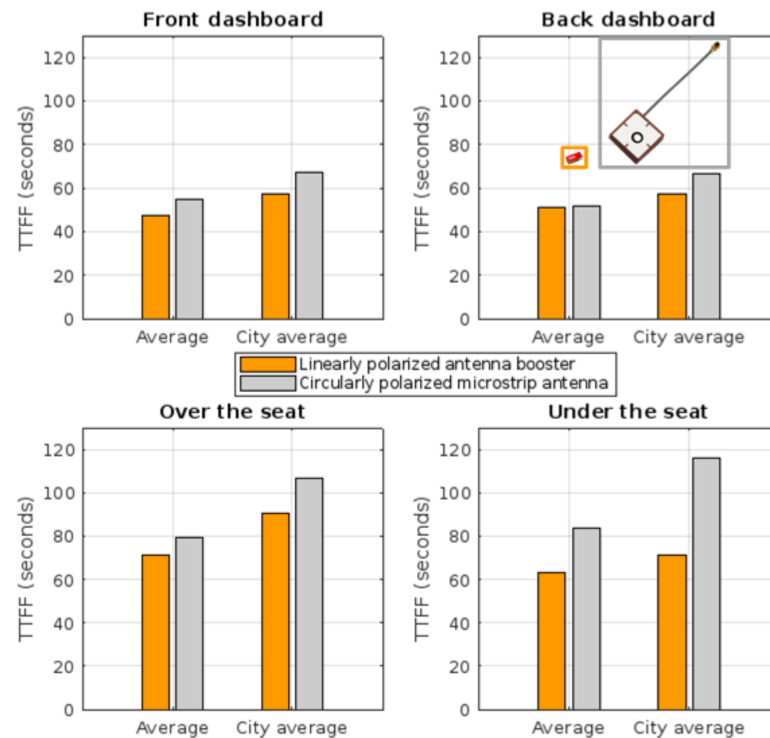 Front dashboard
TTFF (seconds)
120
100
80
60
40
20
0
Average
City average
Back dashboard
TTFF (seconds)
120
100
80
60
40
20
0
Average
City average
Linearly polarized antenna booster
Circularly polarized microstrip antenna
Over the seat
TTFF (seconds)
120
100
80
60
40
20
0
Average
City average
Under the seat
TTFF (seconds)
120
100
80
60
40
20
0
Average
City average